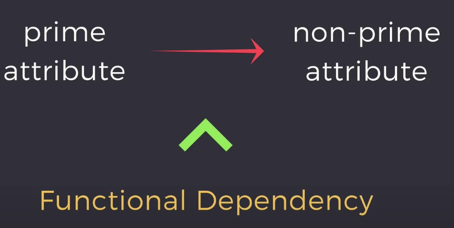 prime non-prime
attribute attribute
Functional Dependency